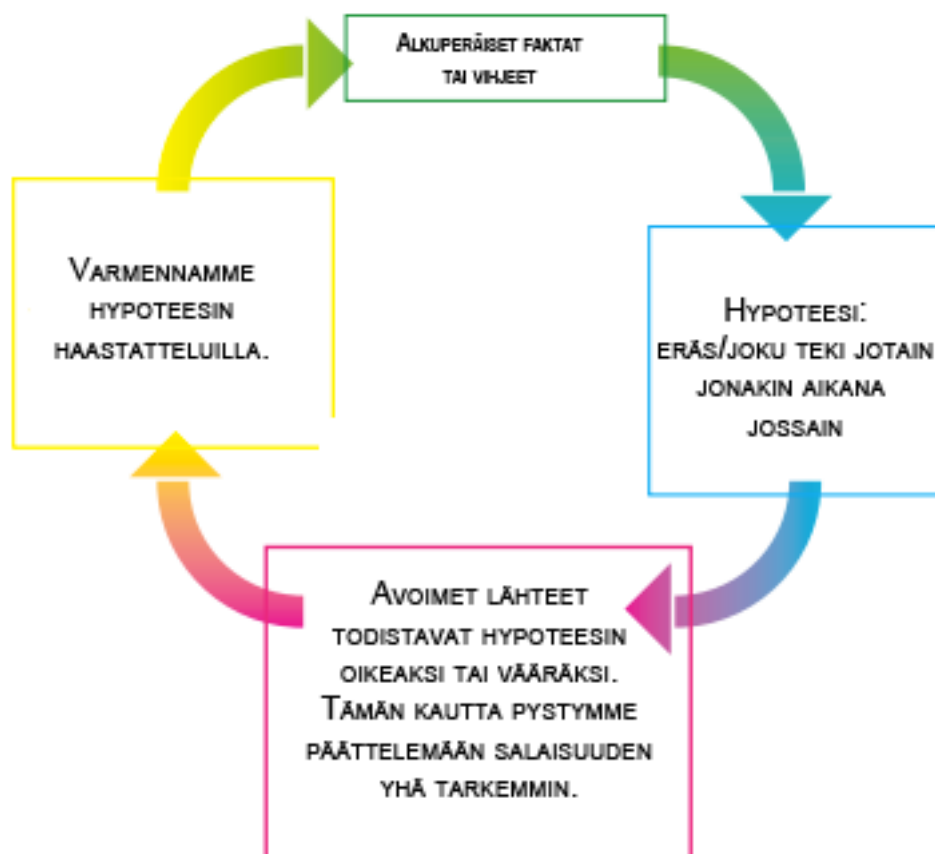 Alkuperäiset faktat
tai vihjeet
Hypoteesi:
eräs/joku teki jotain
jonakin aikana
jossain
Avoimet lähteet
todistavat hypoteesin
oikeaksi tai vääräksi.
Tämän kautta pystymme
päättelemään salaisuuden
yhä tarkemmin.
Varmennamme
hypoteesin
haastatteluilla.